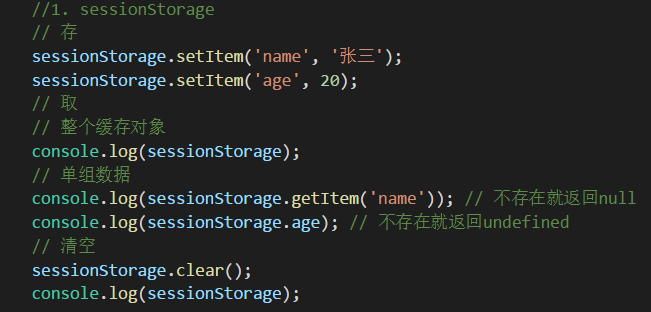 //1. sessionStorage
// 存
sessionStorage.setItem('name', '张三');
sessionStorage.setItem('age', 20);
// 取
// 整个缓存对象
console.log(sessionStorage);
// 单组数据
console.log(sessionStorage.getItem('name')); // 不存在就返回null
console.log(sessionStorage.age); // 不存在就返回undefined
// 清空
sessionStorage.clear();
console.log(sessionStorage);